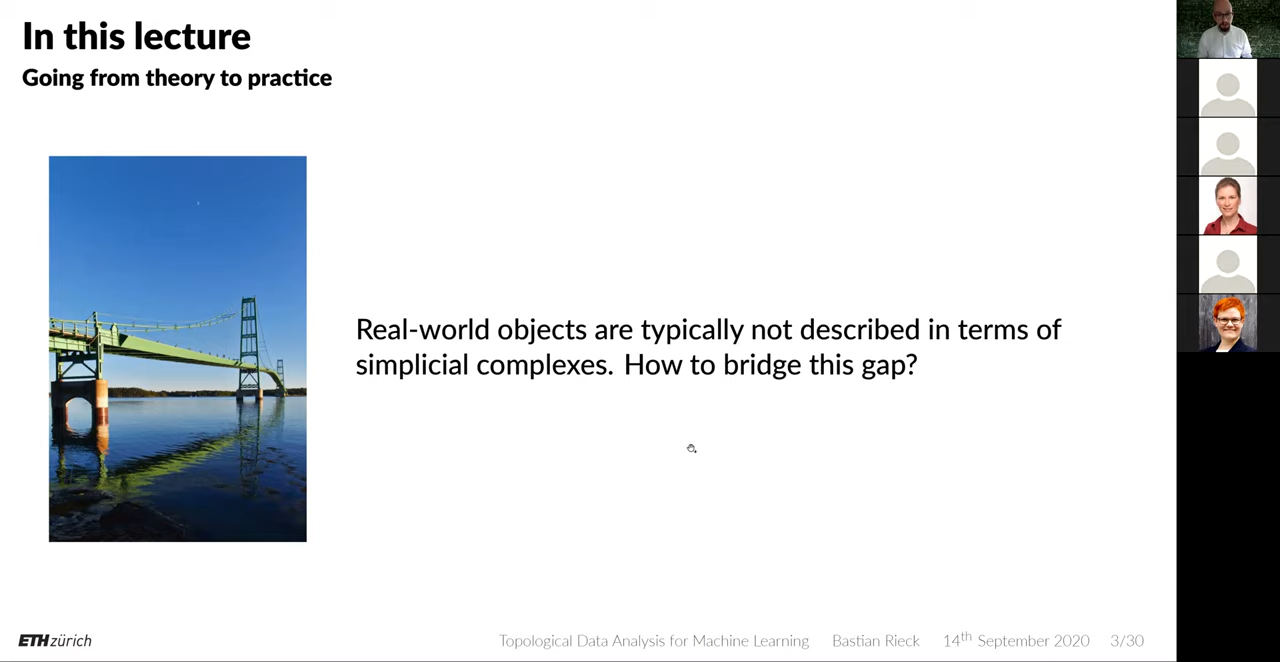 In this lecture
Going from theory to practice
Real-world objects are typically not described in terms of
simplicial complexes. How to bridge this gap?
ETH zürich
Topological Data Analysis for Machine Learning Bastian Rieck 14th September 2020 3/30